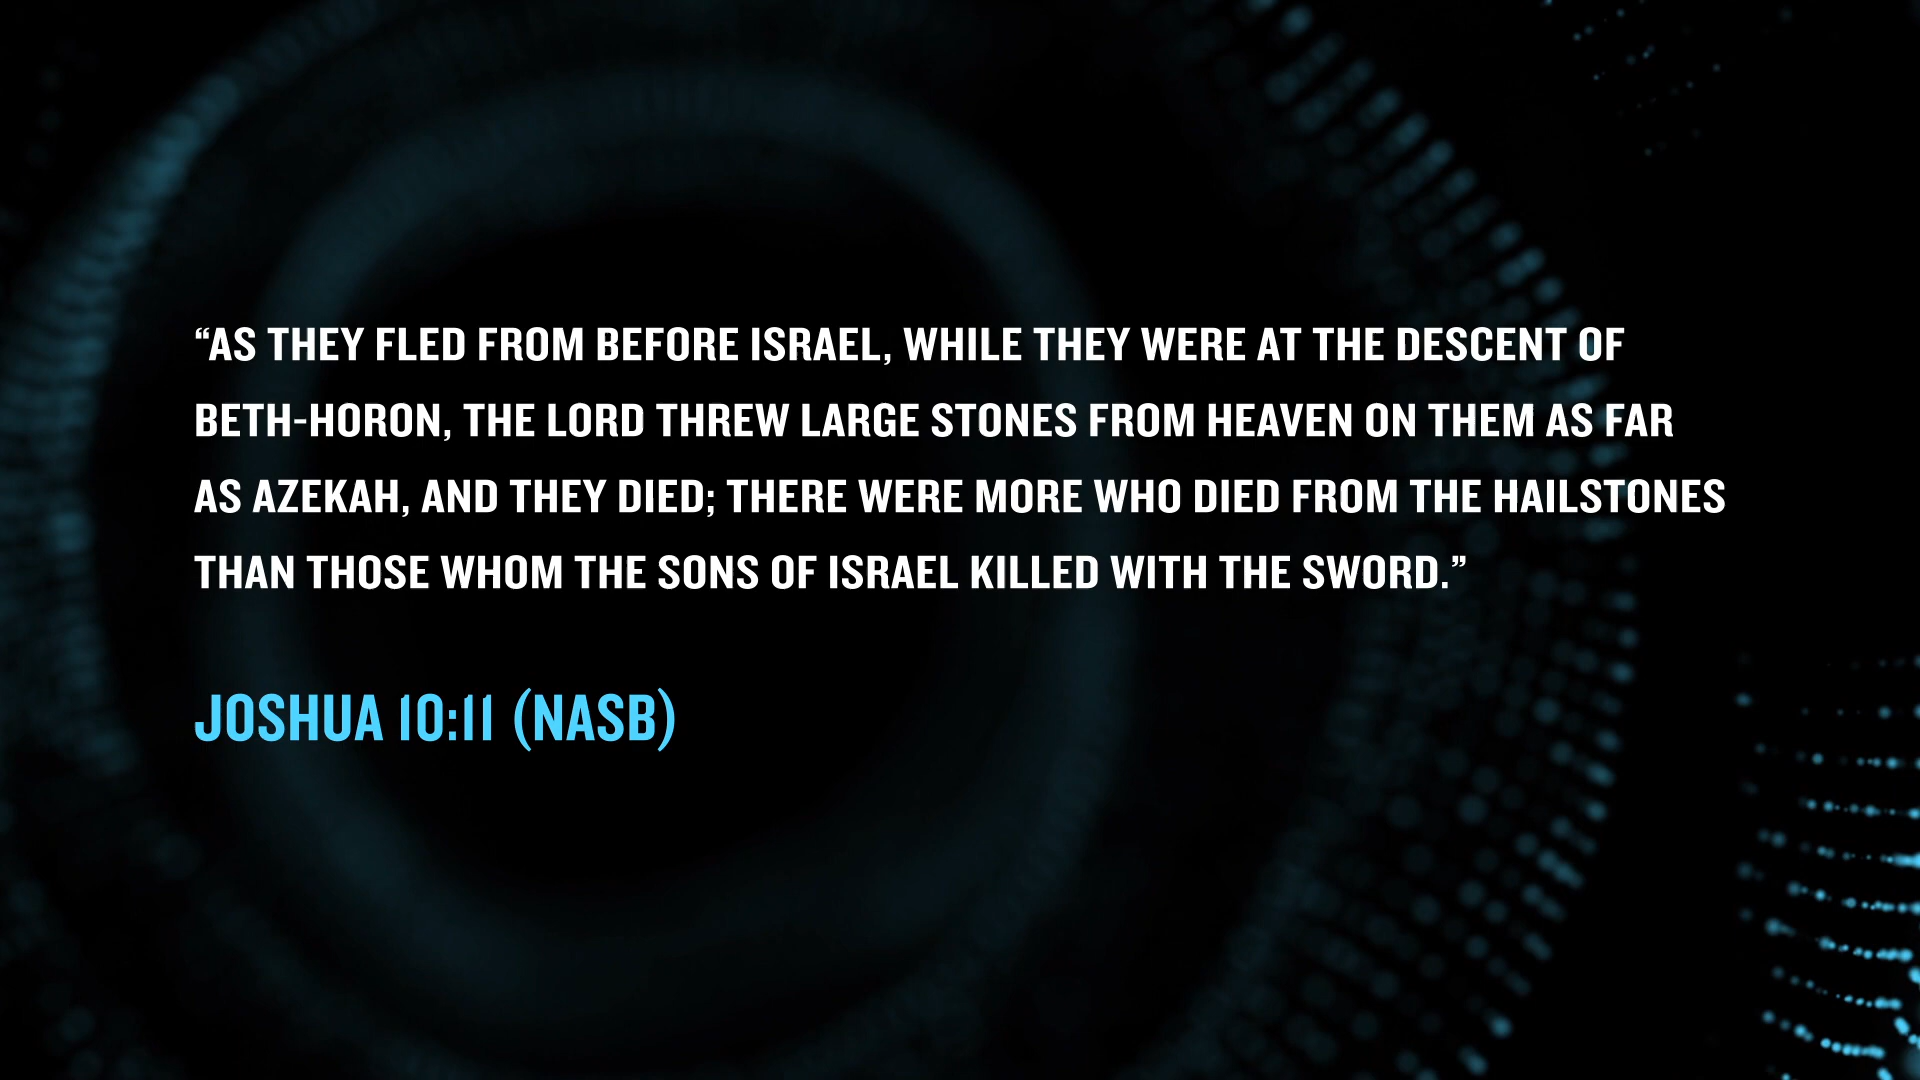 “AS THEY FLED FROM BEFORE ISRAEL, WHILE THEY WERE AT THE DESCENT OF
BETH-HORON, THE LORD THREW LARGE STONES FROM HEAVEN ON THEM AS FAR
AS AZEKAH, AND THEY DIED; THERE WERE MORE WHO DIED FROM THE HAILSTONES
THAN THOSE WHOM THE SONS OF ISRAEL KILLED WITH THE SWORD.”
JOSHUA 10:11 (NASB)